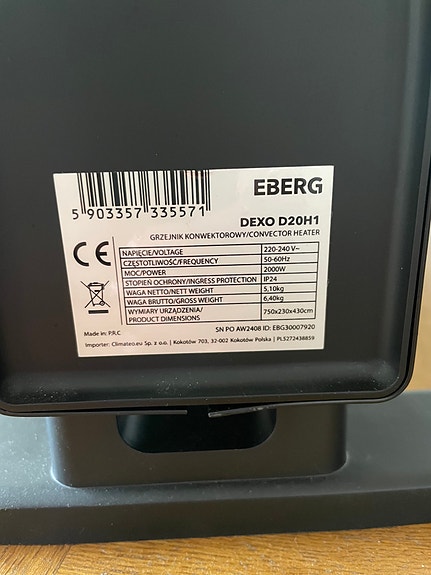 EBERG
5 903357 335571
DEXO D20H1
GRZEJNIK KONWEKTOROWY/CONVECTOR HEATER
CE
NAPIĘCIE/VOLTAGE 220-240 V~
CZĘSTOTLIWOŚĆ/FREQUENCY 50-60Hz
MOC/POWER 2000W
STOPIEŃ OCHRONY/INGRESS PROTECTION IP24
WAGA NETTO/NETT WEIGHT 5,10kg
WAGA BRUTTO/GROSS WEIGHT 6,40kg
WYMIARY URZĄDZENIA/
PRODUCT DIMENSIONS 750x230x430cm
Made in: P.R.C. SN PO AW2408 ID: EBG30007920
Importer: Climateo.eu Sp. z o.o. | Kokotów 703, 32-002 Kokotów Polska | PL5272438859